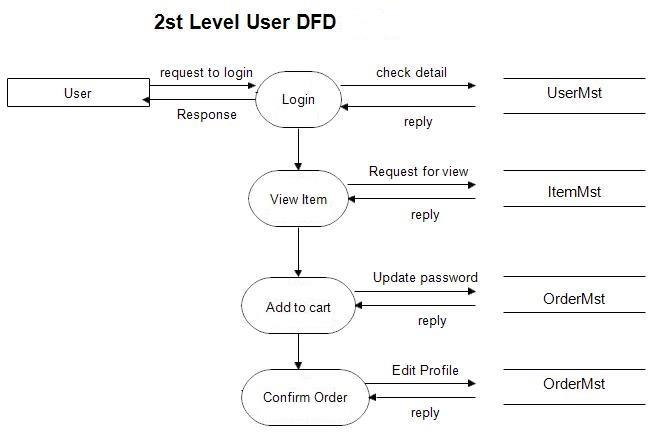 2st Level User DFD
request to login
check detail
User
Login
UserMst
Response
reply
Request for view
View Item
ItemMst
reply
Update password
Add to cart
OrderMst
reply
Edit Profile
Confirm Order
OrderMst
reply